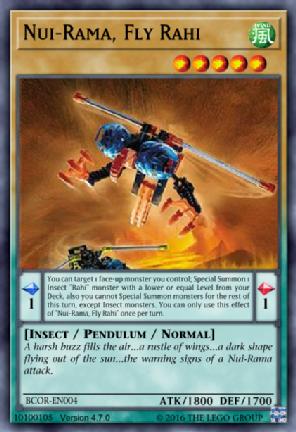 Nui-Rama, Fly Rahi
WIND
風
You can target 1 face-up monster you control; Special Summon 1
Insect "Rahi" monster with a lower or equal Level from your
Deck, also you cannot Special Summon monsters for the rest of
this turn, except Insect monsters. You can only use this effect
of "Nui-Rama, Fly Rahi" once per turn.
1
1
[Insect / Pendulum / Normal]
A harsh buzz fills the air...a rustle of wings...a dark shape
flying out of the sun...the warning signs of a Nui-Rama
attack.
BCOR-EN004
ATK/1800 DEF/1700
10100105 Version 4.7.0
©2016 THE LEGO GROUP